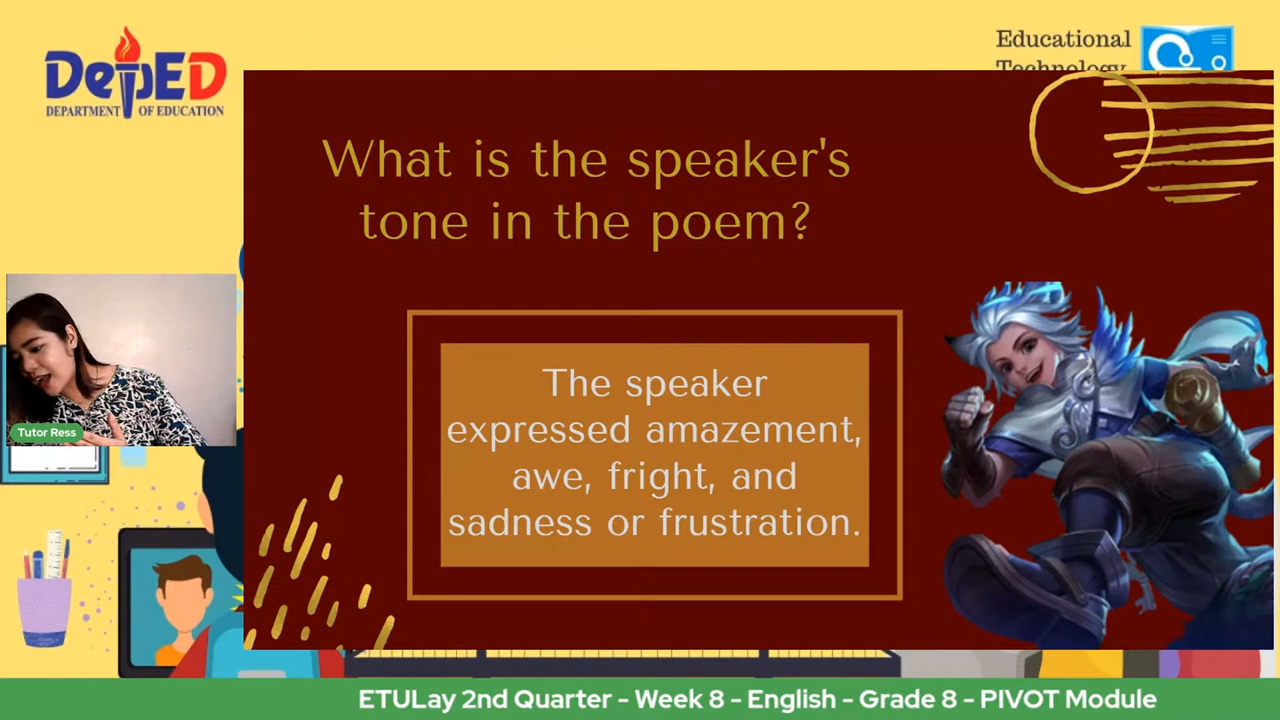 DepED
DEPARTMENT OF EDUCATION
Educational
Technology
What is the speaker's
tone in the poem?
The speaker
expressed amazement,
awe, fright, and
sadness or frustration.
Tutor Ress
ETULay 2nd Quarter - Week 8 - English - Grade 8 - PIVOT Module